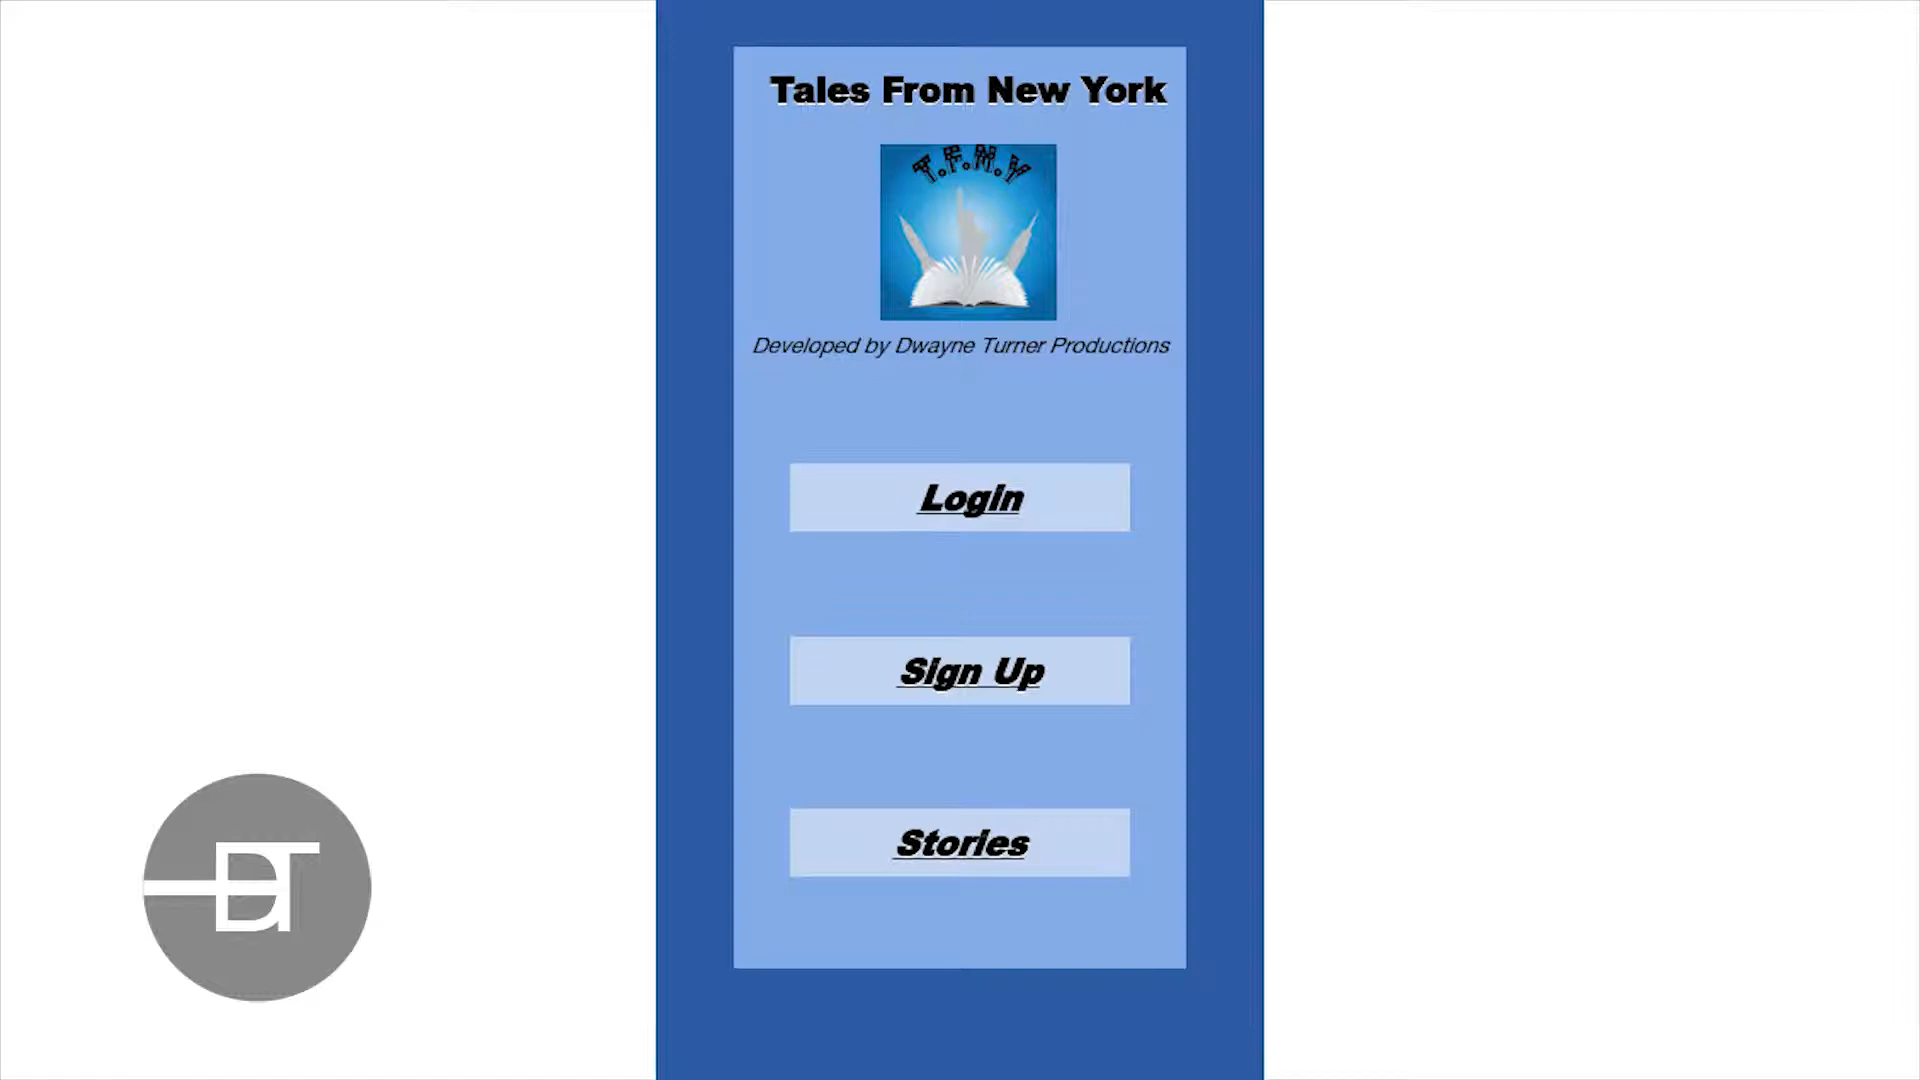 Tales From New York
T.F.N.Y
Developed by Dwayne Turner Productions
Login
Sign Up
Stories
DT